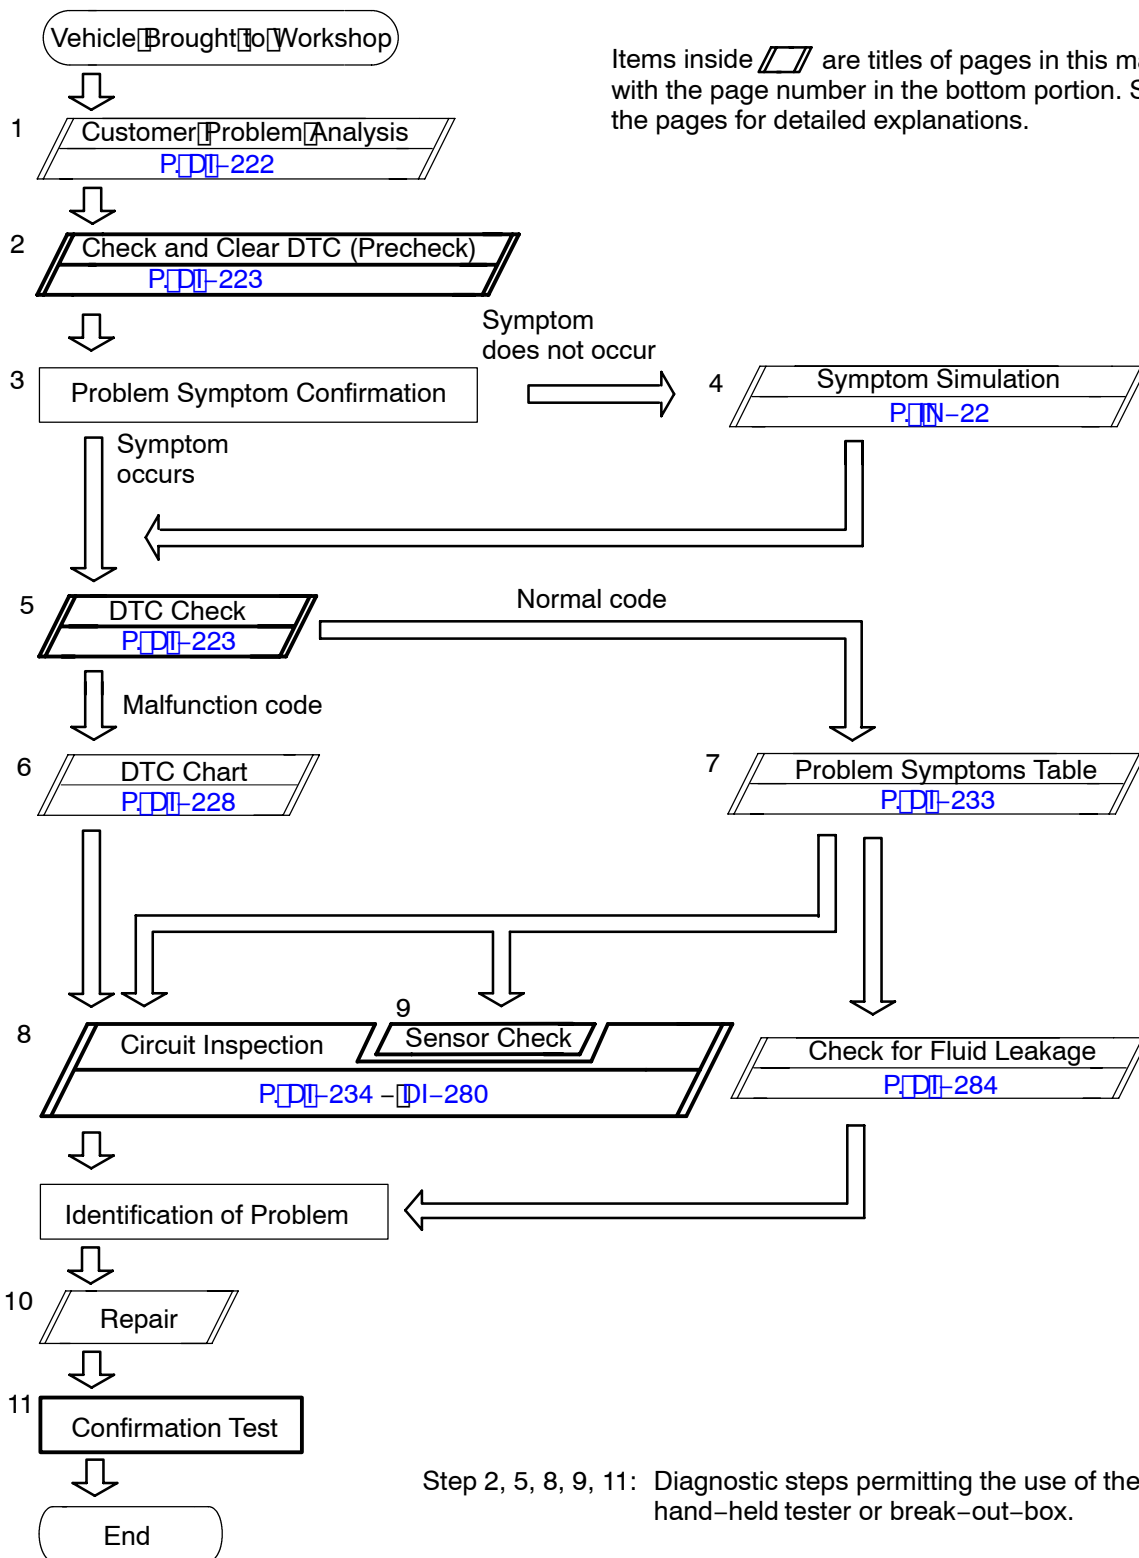 Vehicle Brought to Workshop
Items inside are titles of pages in this ma
with the page number in the bottom portion. S
the pages for detailed explanations.
1
Customer Problem Analysis
P. DI−222
2
Check and Clear DTC (Precheck)
P. DI−223
Symptom
does not occur
3
Problem Symptom Confirmation
4
Symptom Simulation
P. IN−22
Symptom
occurs
5
DTC Check
P. DI−223
Normal code
Malfunction code
6
DTC Chart
P. DI−228
7
Problem Symptoms Table
P. DI−233
8
Circuit Inspection
9
Sensor Check
P. DI−234 − DI−280
Check for Fluid Leakage
P. DI−284
Identification of Problem
10
Repair
11
Confirmation Test
Step 2, 5, 8, 9, 11: Diagnostic steps permitting the use of the
hand−held tester or break−out−box.
End